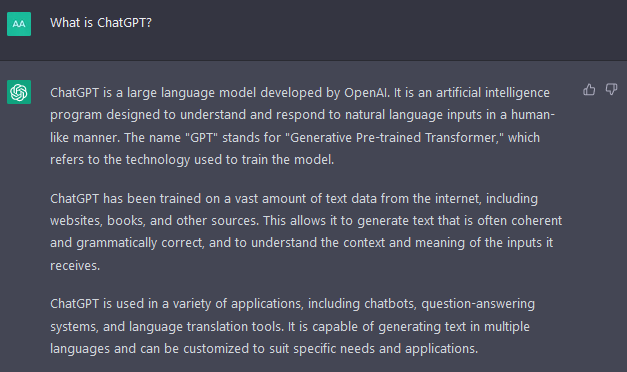 AA
What is ChatGPT?
ChatGPT is a large language model developed by OpenAI. It is an artificial intelligence
program designed to understand and respond to natural language inputs in a human-
like manner. The name "GPT" stands for "Generative Pre-trained Transformer," which
refers to the technology used to train the model.
ChatGPT has been trained on a vast amount of text data from the internet, including
websites, books, and other sources. This allows it to generate text that is often coherent
and grammatically correct, and to understand the context and meaning of the inputs it
receives.
ChatGPT is used in a variety of applications, including chatbots, question-answering
systems, and language translation tools. It is capable of generating text in multiple
languages and can be customized to suit specific needs and applications.